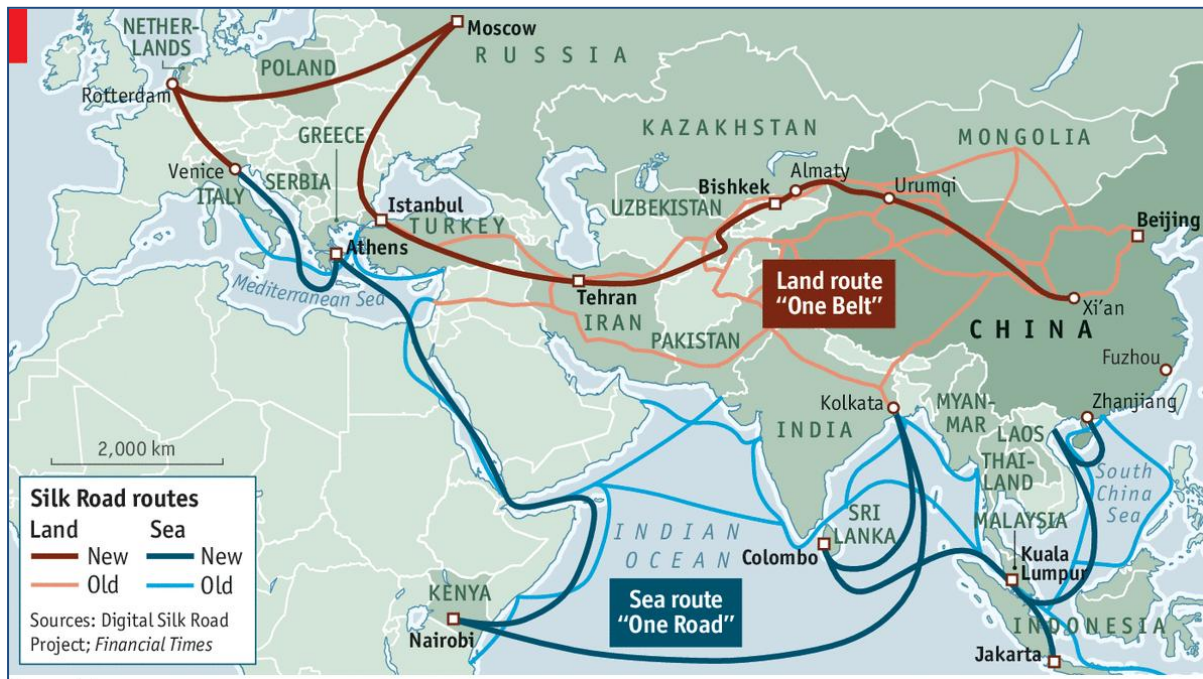 Moscow
NETHER-
LANDS
RUSSIA
POLAND
Rotterdam
KAZAKHSTAN
MONGOLIA
GREECE
Venice
ITALY
SERBIA
Almaty
Bishkek
Urumqi
Istanbul
UZBEKISTAN
TURKEY
Beijing
Athens
Mediterranean Sea
Land route
“One Belt”
Tehran
IRAN
Xi’an
CHINA
PAKISTAN
Fuzhou
Kolkata
MYAN-
MAR
Zhanjiang
INDIA
LAOS
THAI-
LAND
South
China
Sea
2,000 km
Silk Road routes
Land
Sea
New
New
Old
Old
Sources: Digital Silk Road
Project; Financial Times
SRI
LANKA
MALAYSIA
INDIAN
OCEAN
Colombo
Kuala
Lumpur
KENYA
Sea route
“One Road”
Nairobi
INDONESIA
Jakarta